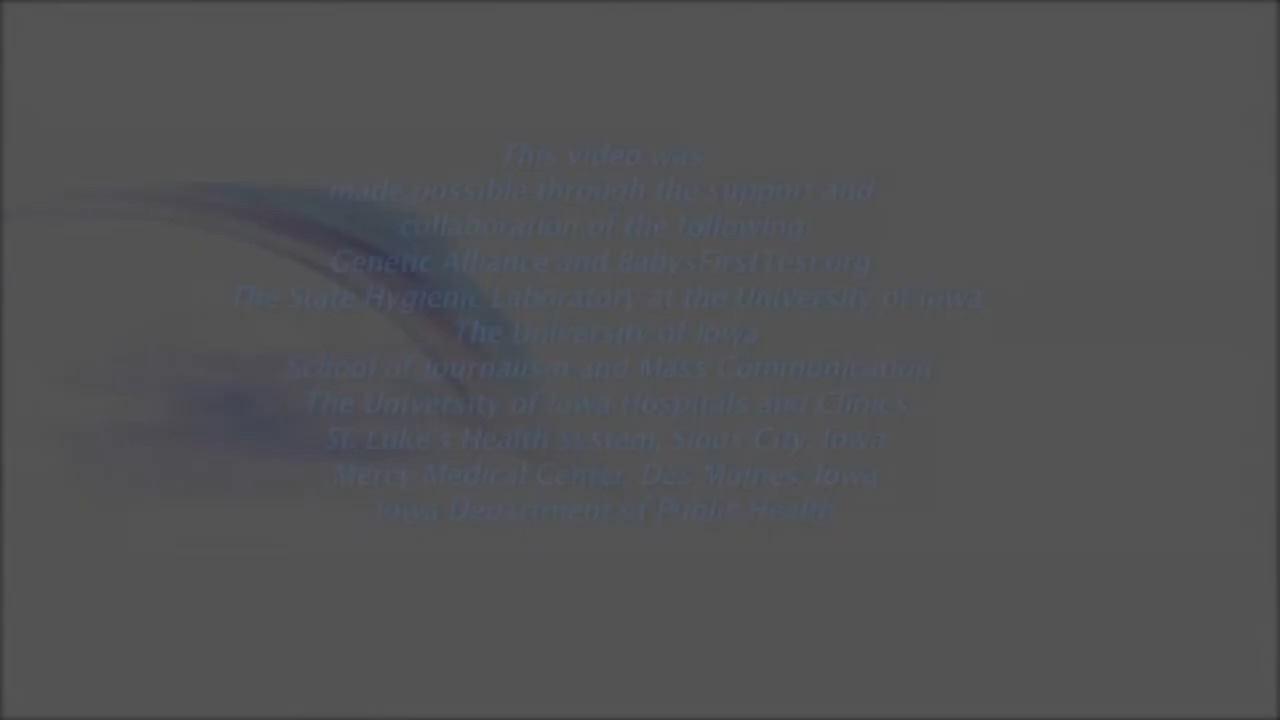 This video was
made possible through the support and
collaboration of the following:
Genetic Alliance and BabysFirstTest.org
The State Hygienic Laboratory at the University of Iowa
The University of Iowa
School of Journalism and Mass Communication
The University of Iowa Hospitals and Clinics
St. Luke's Health System, Sioux City, Iowa
Mercy Medical Center, Des Moines, Iowa
Iowa Department of Public Health